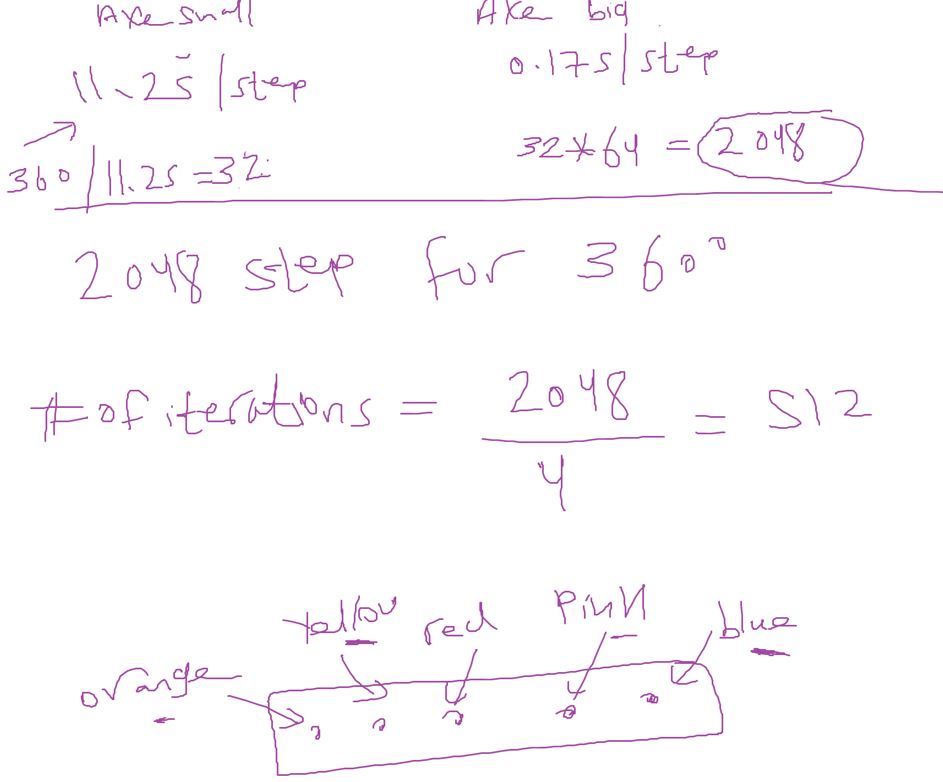 Axe small Axe big
11.25 /step 0.175/step
360/11.25 =32 32*64 = 2048
2048 step for 360°
# of iterations = 2048
4 = 512
orange yellow red Pink blue